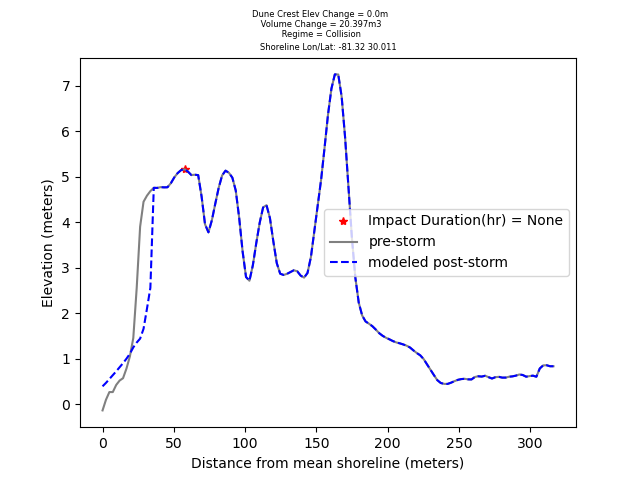 Dune Crest Elev Change = 0.0m
Volume Change = 20.397m3
Regime = Collision
Shoreline Lon/Lat: -81.32 30.011
7
6
5
4
3
2
1
0
Elevation (meters)
Impact Duration(hr) = None
pre-storm
modeled post-storm
0 50 100 150 200 250 300
Distance from mean shoreline (meters)